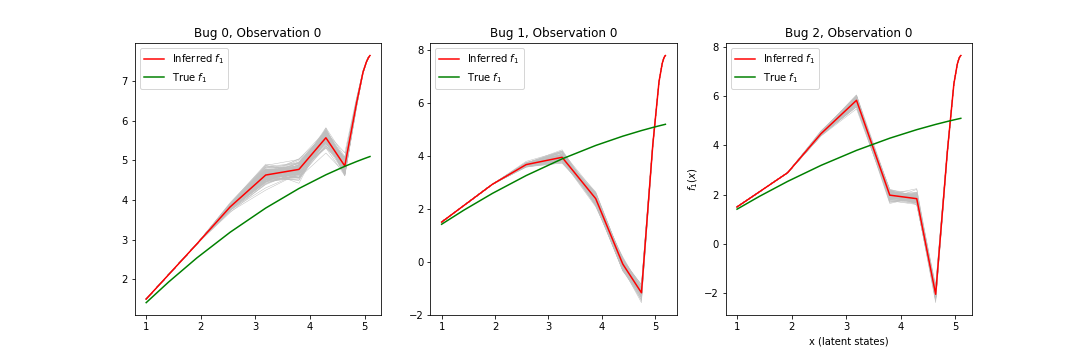 Bug 0, Observation 0
Inferred f₁
True f₁
7
6
5
4
3
2
1 2 3 4 5
Bug 1, Observation 0
Inferred f₁
True f₁
8
6
4
2
0
−2
1 2 3 4 5
Bug 2, Observation 0
Inferred f₁
True f₁
f₁(x)
8
6
4
2
0
−2
1 2 3 4 5
x (latent states)